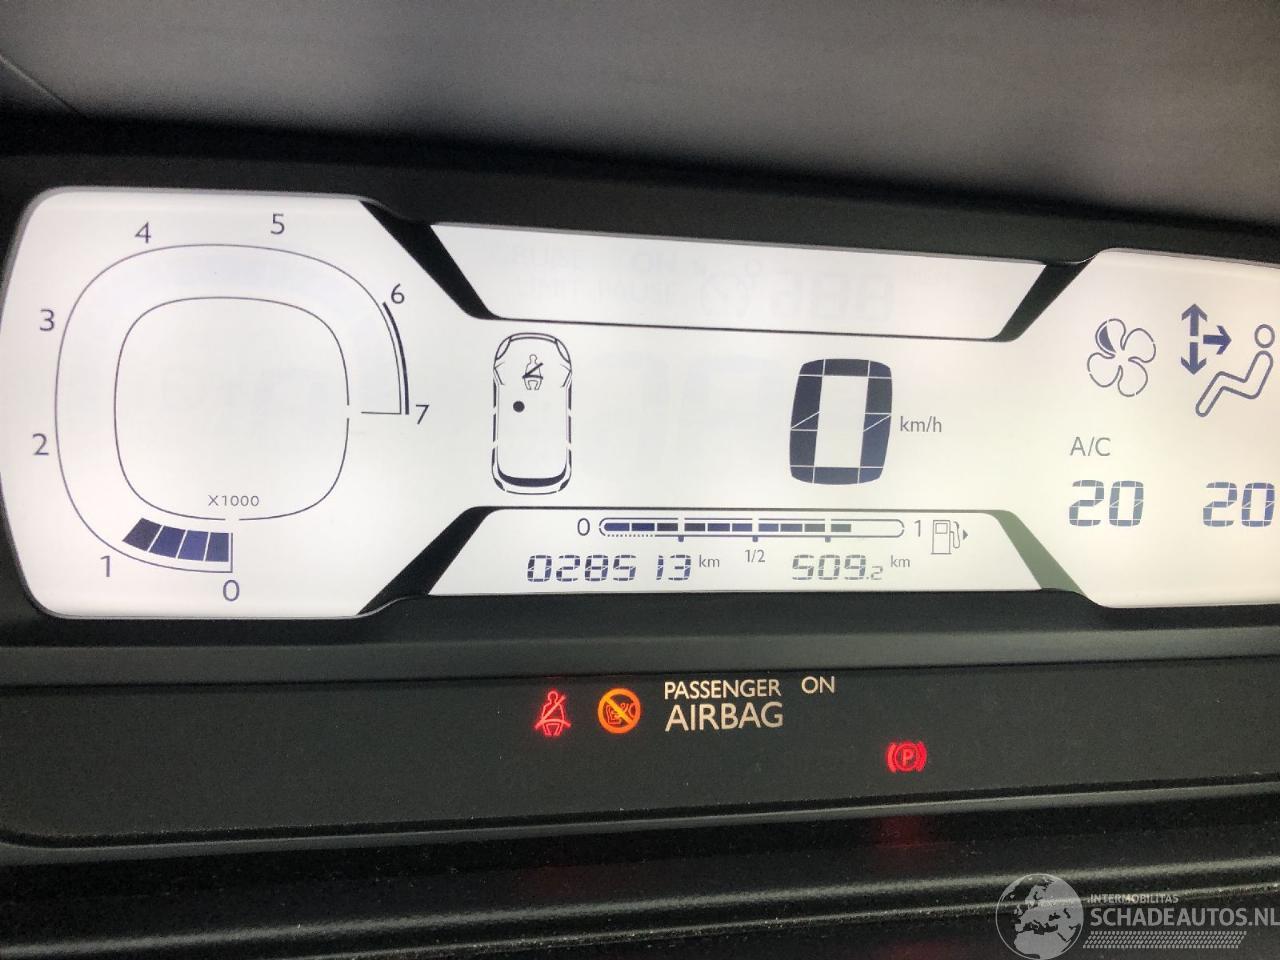 5
4
6
3
7
2
X1000
1
0
0 km/h
A/C
20 20
0 1
1/2
028513 km 509.2 km
PASSENGER ON
AIRBAG
P
INTERMOBILITAS
SCHADEAUTOS.NL